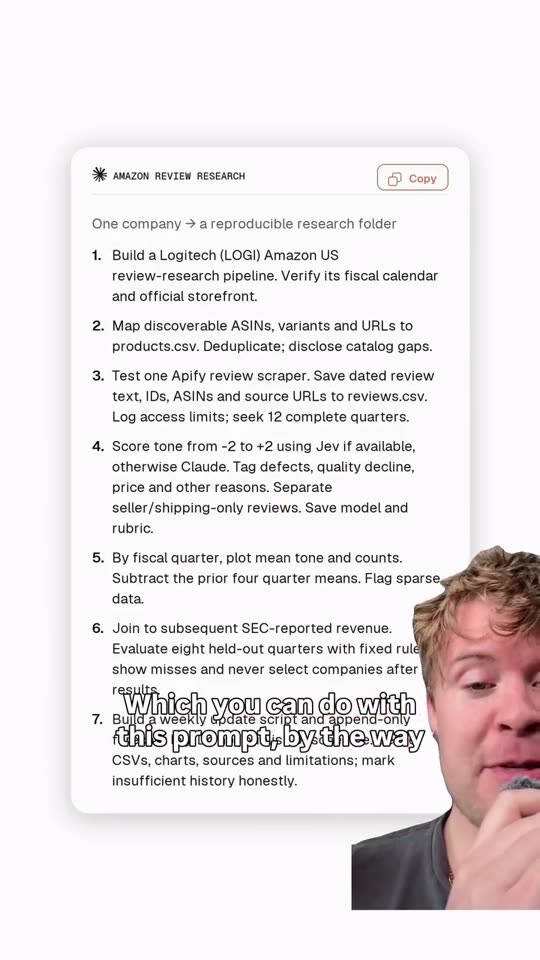 AMAZON REVIEW RESEARCH
Copy
One company → a reproducible research folder
1. Build a Logitech (LOGI) Amazon US
review-research pipeline. Verify its fiscal calendar
and official storefront.
2. Map discoverable ASINs, variants and URLs to
products.csv. Deduplicate; disclose catalog gaps.
3. Test one Apify review scraper. Save dated review
text, IDs, ASINs and source URLs to reviews.csv.
Log access limits; seek 12 complete quarters.
4. Score tone from -2 to +2 using Jev if available,
otherwise Claude. Tag defects, quality decline,
price and other reasons. Separate
seller/shipping-only reviews. Save model and
rubric.
5. By fiscal quarter, plot mean tone and counts.
Subtract the prior four quarter means. Flag sparse
data.
6. Join to subsequent SEC-reported revenue.
Evaluate eight held-out quarters with fixed
show misses and never select companies after
results.
Which you can do with
7. Build a weekly update script and append-only
this prompt, by the way
CSVs, charts, sources and limitations; mark
insufficient history honestly.